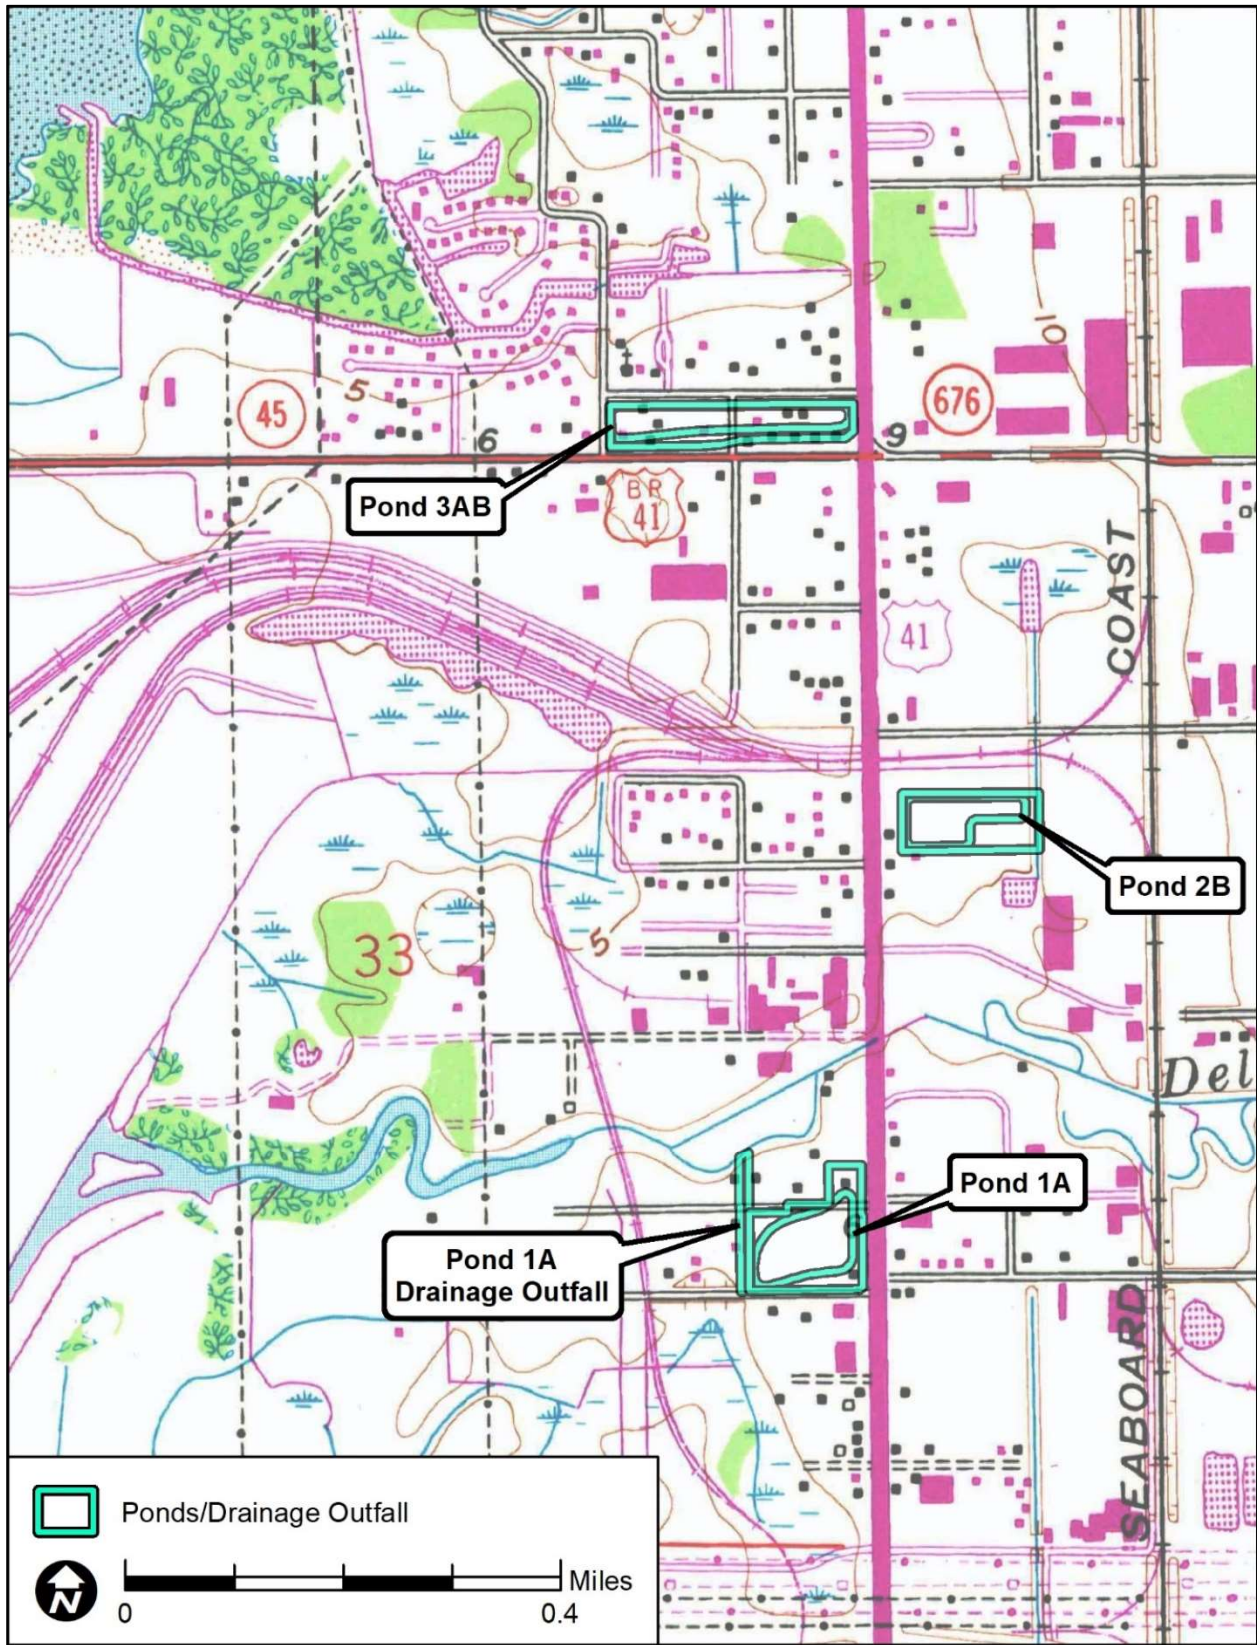 10
676
45
5
6
9
Pond 3AB
BR
41
COAST
41
Pond 2B
33
5
Del
Pond 1A
Pond 1A
Drainage Outfall
SEABOARD
Ponds/Drainage Outfall
N
Miles
0
0.4